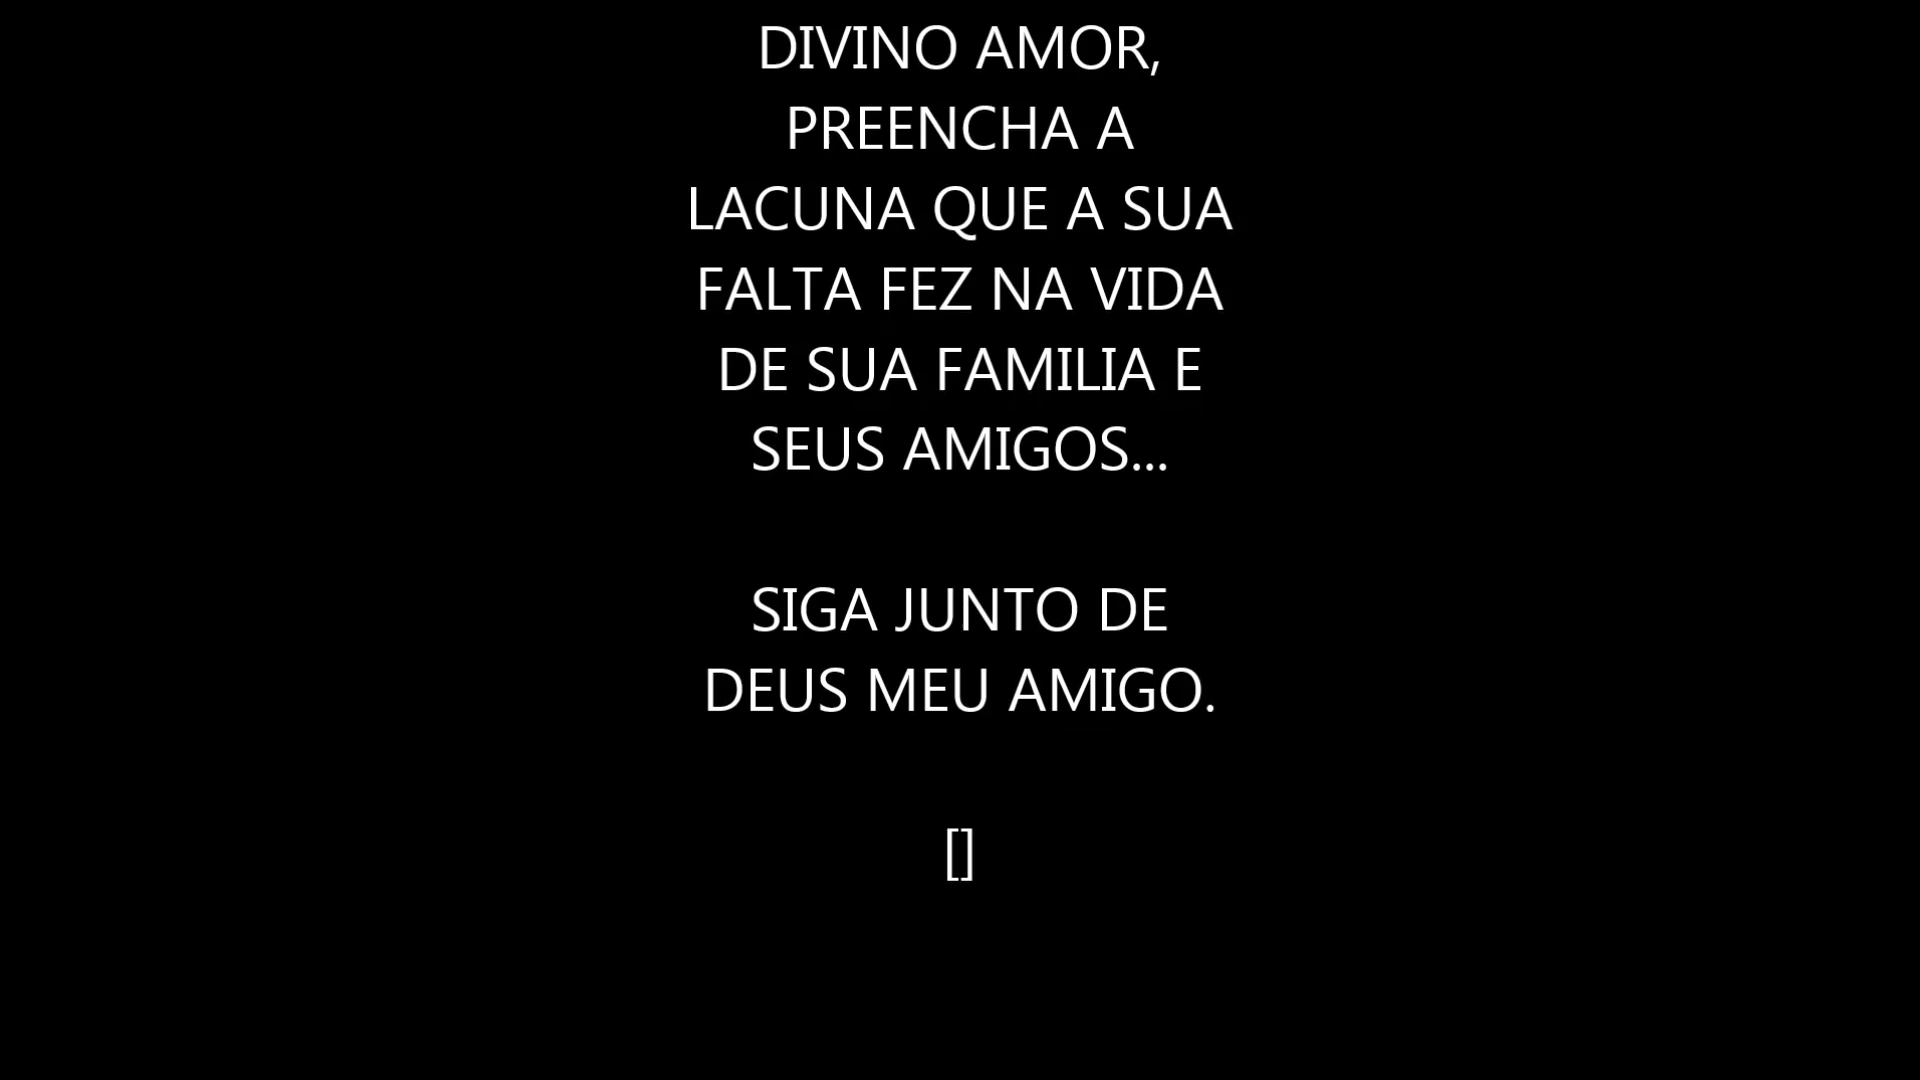 DIVINO AMOR,
PREENCHA A
LACUNA QUE A SUA
FALTA FEZ NA VIDA
DE SUA FAMILIA E
SEUS AMIGOS...
SIGA JUNTO DE
DEUS MEU AMIGO.
[]